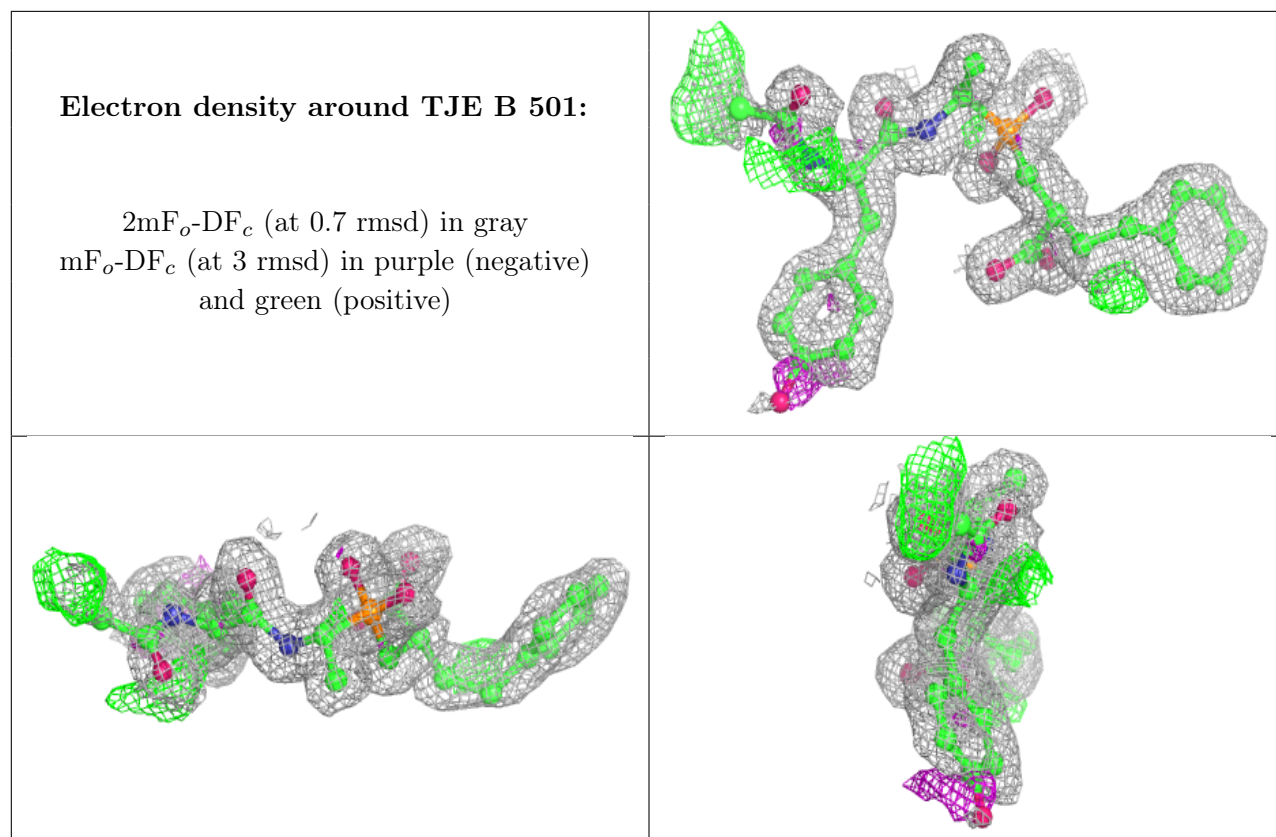 Electron density around TJE B 501:
2mFo-DFc (at 0.7 rmsd) in gray
mFo-DFc (at 3 rmsd) in purple (negative)
and green (positive)